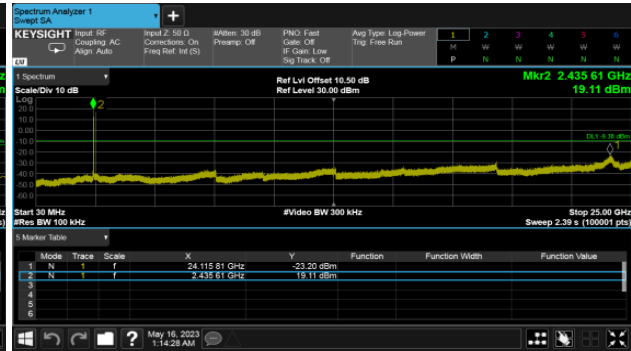 Spectrum Analyzer 1
Swept SA
+
KEYSIGHT Input: RF Input Z: 50 Ω #Atten: 30 dB PNO: Fast Avg Type: Log-Power 1 2 3 4 5 6
Coupling: AC Corrections: On Preamp: Off Gate: Off Trig: Free Run M W W W W W
Align: Auto Freq Ref: Int (S) IF Gain: Low
LXI Sig Track: Off P N N N N N
1 Spectrum Ref Lvl Offset 10.50 dB Mkr2 2.435 61 GHz
Scale/Div 10 dB Ref Level 30.00 dBm 19.11 dBm
Log
20.0 2
10.0
0.00
-10.0 DL1 -9.38 dBm
-20.0 1
-30.0
-40.0
-50.0
-60.0
Start 30 MHz #Video BW 300 kHz Stop 25.00 GHz
#Res BW 100 kHz Sweep 2.39 s (100001 pts)
5 Marker Table
Mode Trace Scale X Y Function Function Width Function Value
1 N 1 f 24.115 81 GHz -23.20 dBm
2 N 1 f 2.435 61 GHz 19.11 dBm
3
4
5
6
? May 16, 2023
1:14:28 AM